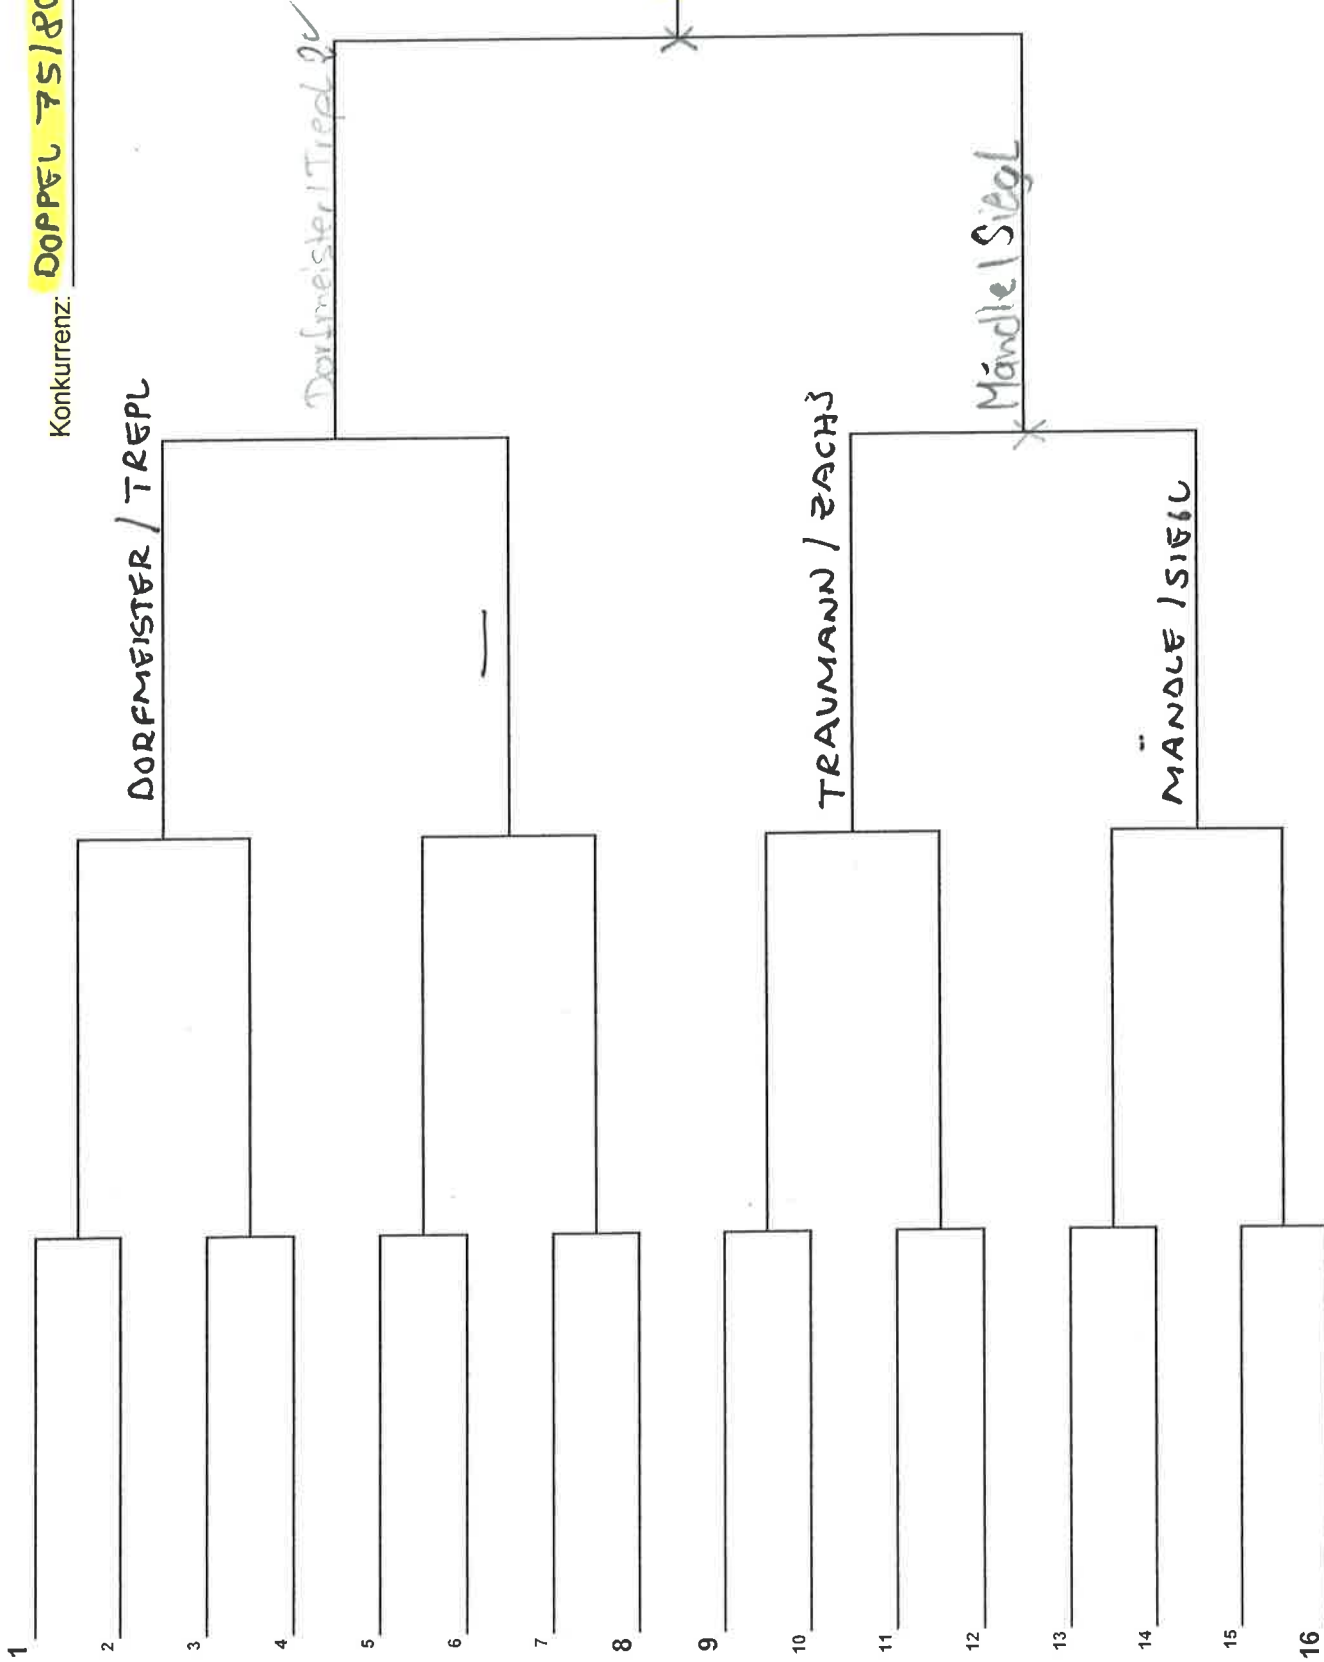 Konkurrenz: DOPPEL 75/80
DORFMEISTER / TREPL
Dorfmeister / Trepl
—
TRAUMANN / ZACH
Mändle / Siegl
MÄNDLE / SIEGL
1
2
3
4
5
6
7
8
9
10
11
12
13
14
15
16